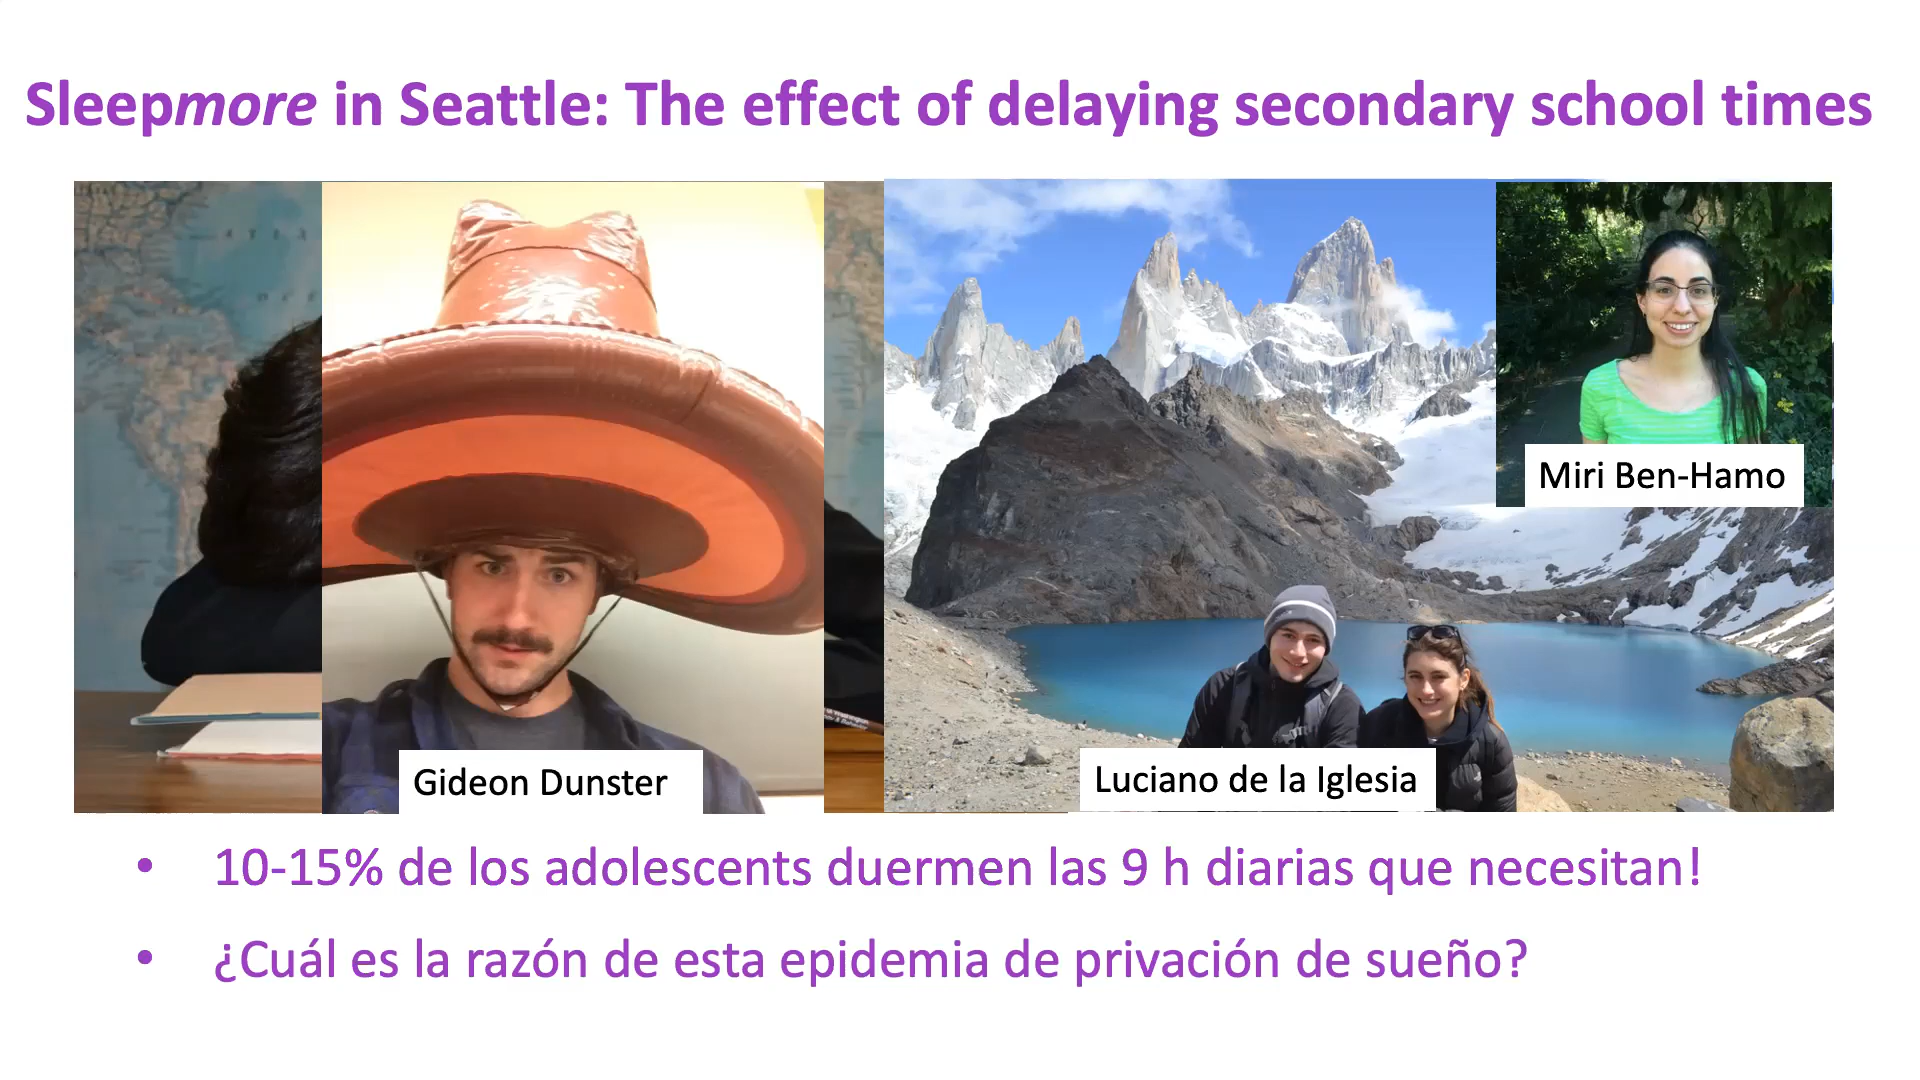 Sleepmore in Seattle: The effect of delaying secondary school times
Miri Ben-Hamo
Gideon Dunster
Luciano de la Iglesia
• 10-15% de los adolescents duermen las 9 h diarias que necesitan!
• ¿Cuál es la razón de esta epidemia de privación de sueño?